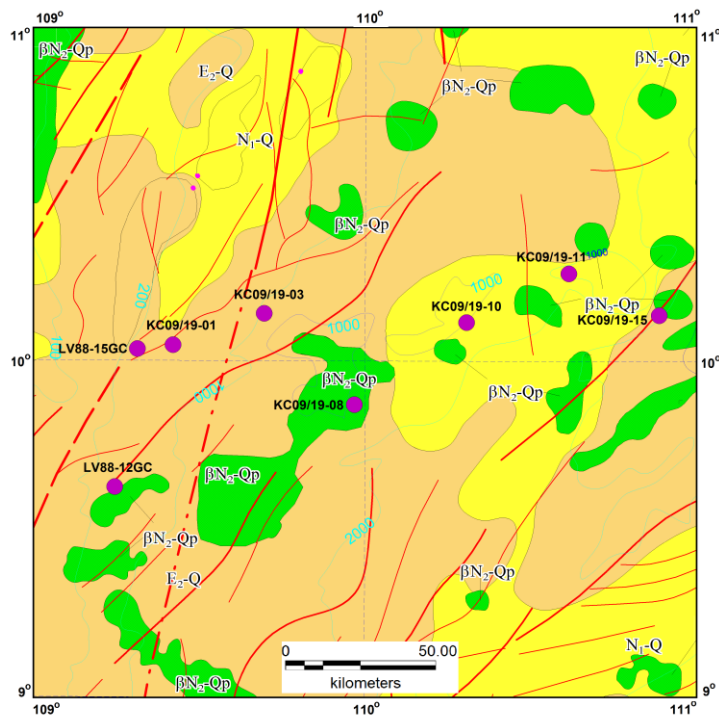 109° 110 111°
11° 11°
βN₂-Qp
E₂-Q
βN₂-Qp
βN₂-Qp
N₁-Q
KC09/19-11
1000
1000
200
KC09/19-03
βN₂-Qp
KC09/19-01
1000
KC09/19-10
KC09/19-15
LV88-15GC
100
10° 10°
βN₂-Qp
1000
βN₂-Qp
KC09/19-08
LV88-12GC
βN₂-Qp
2000
βN₂-Qp
E₂-Q
βN₂-Qp
0 50.00
kilometers
N₁-Q
βN₂-Qp
9° 9°
109° 110 111°